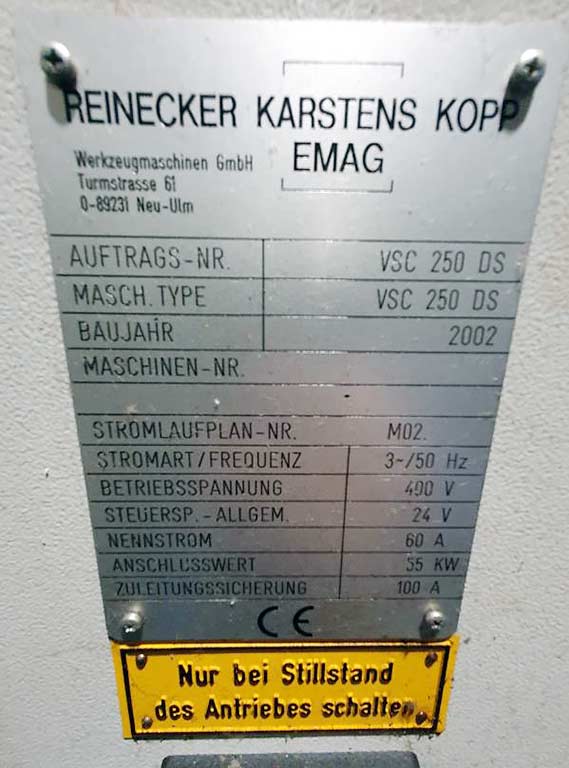 REINECKER KARSTENS KOPP
EMAG
Werkzeugmaschinen GmbH
Turmstrasse 61
D-89231 Neu-Ulm
AUFTRAGS-NR. VSC 250 DS
MASCH.TYPE VSC 250 DS
BAUJAHR 2002
MASCHINEN-NR.
STROMLAUFPLAN-NR. M02.
STROMART/FREQUENZ 3~/50 Hz
BETRIEBSSPANNUNG 400 V
STEUERSP.-ALLGEM. 24 V
NENNSTROM 60 A
ANSCHLUSSWERT 55 KW
ZULEITUNGSSICHERUNG 100 A
CE
Nur bei Stillstand
des Antriebes schalten